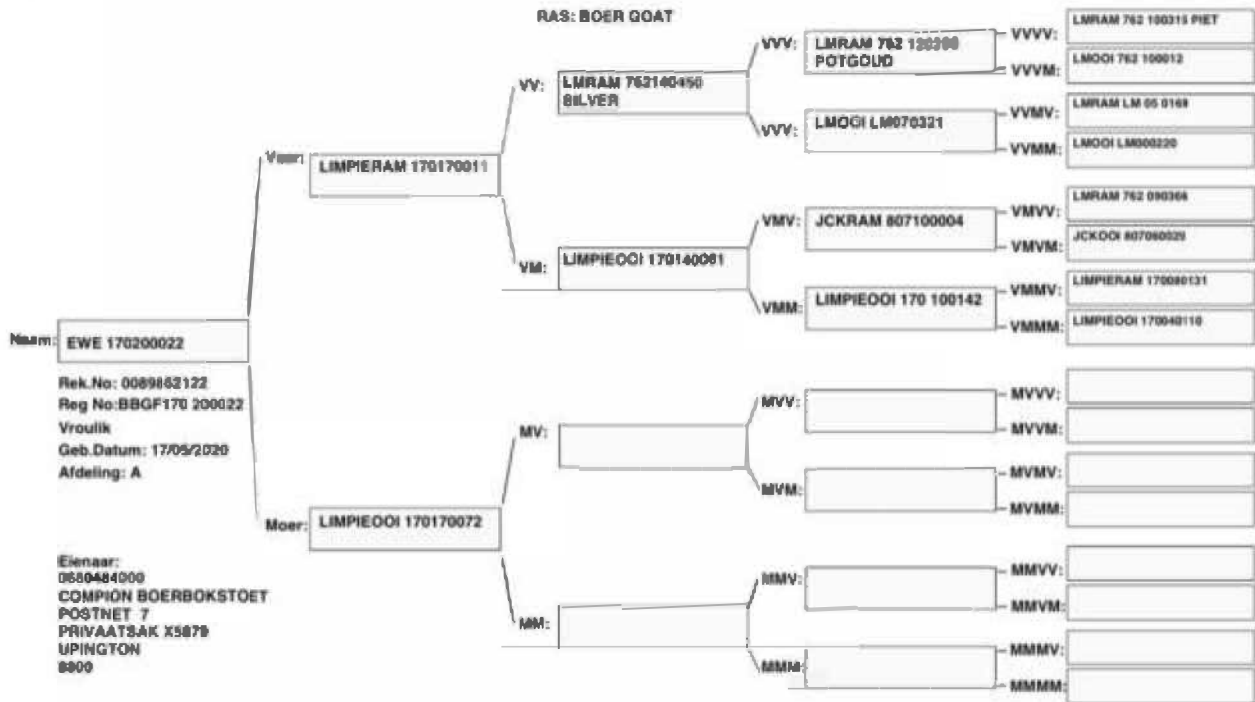 RAS: BOER GOAT
VVVV:
LMRAM 762 100315 PIET
VVV:
LMRAM 762 120399
POTGOUD
VVVM:
LMOOI 762 100012
VV:
LMRAM 762140450
SILVER
VVMV:
LMRAM LM 05 0169
VVV:
LMOGI LM070321
VVMM:
LMOOI LM000220
Vaar:
LIMPIERAM 170170011
VMVV:
LMRAM 762 090366
VMV:
JCKRAM 807100004
VMVM:
JCKOOI 807060029
VM:
LIMPIEOOI 170140061
VMMV:
LIMPIERAM 170080131
VMM:
LIMPIEOOI 170 100142
VMMM:
LIMPIEOOI 170040110
Naam:
EWE 170200022
Rek.No: 0089862122
Reg No:BBGF170 200022
Vroulik
Geb.Datum: 17/05/2020
Afdeling: A
MVVV:
MVV:
MVVM:
MV:
MVMV:
MVM:
MVMM:
Moer:
LIMPIEOOI 170170072
MMVV:
MMV:
MMVM:
MM:
MMMV:
MMM:
MMMM:
Eienaar:
0680484000
COMPION BOERBOKSTOET
POSTNET 7
PRIVAATSAK X5879
UPINGTON
8800